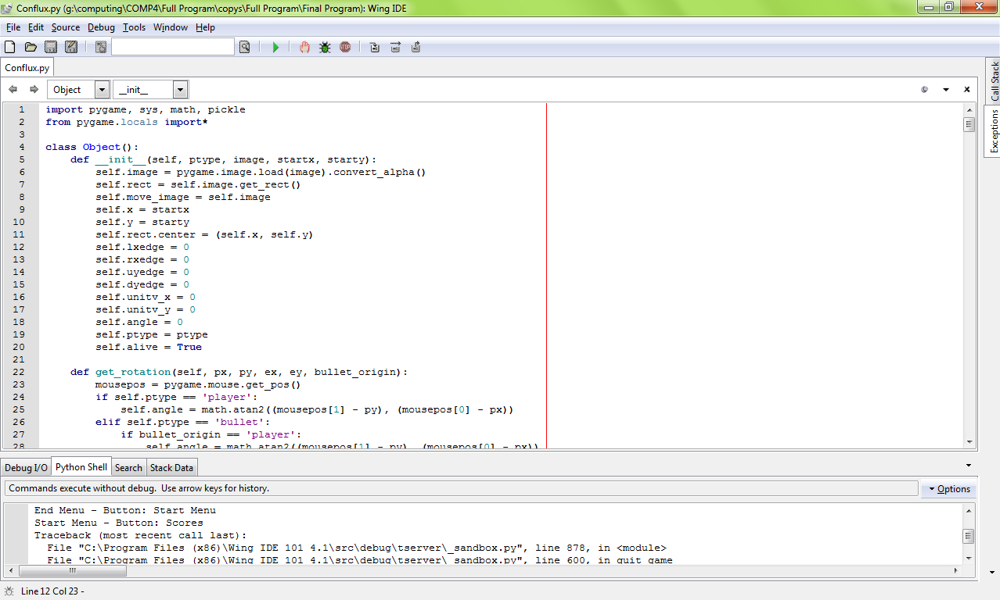 Conflux.py (g:\computing\COMP4\Full Program\copys\Full Program\Final Program): Wing IDE
File Edit Source Debug Tools Window Help
Conflux.py
Object __init__
1 import pygame, sys, math, pickle
2 from pygame.locals import*
3
4 class Object():
5     def __init__(self, ptype, image, startx, starty):
6         self.image = pygame.image.load(image).convert_alpha()
7         self.rect = self.image.get_rect()
8         self.move_image = self.image
9         self.x = startx
10         self.y = starty
11         self.rect.center = (self.x, self.y)
12         self.lxedge = 0
13         self.rxedge = 0
14         self.uyedge = 0
15         self.dyedge = 0
16         self.unitv_x = 0
17         self.unitv_y = 0
18         self.angle = 0
19         self.ptype = ptype
20         self.alive = True
21
22     def get_rotation(self, px, py, ex, ey, bullet_origin):
23         mousepos = pygame.mouse.get_pos()
24         if self.ptype == 'player':
25             self.angle = math.atan2((mousepos[1] - py), (mousepos[0] - px))
26         elif self.ptype == 'bullet':
27             if bullet_origin == 'player':
28                 self.angle = math.atan2((mousepos[1] - py), (mousepos[0] - px))
Call Stack
Exceptions
Debug I/O Python Shell Search Stack Data
Commands execute without debug.  Use arrow keys for history.
Options
End Menu - Button: Start Menu
Start Menu - Button: Scores
Traceback (most recent call last):
  File "C:\Program Files (x86)\Wing IDE 101 4.1\src\debug\tserver\_sandbox.py", line 878, in <module>
  File "C:\Program Files (x86)\Wing IDE 101 4.1\src\debug\tserver\_sandbox.py", line 600, in quit_game
Line 12 Col 23 -